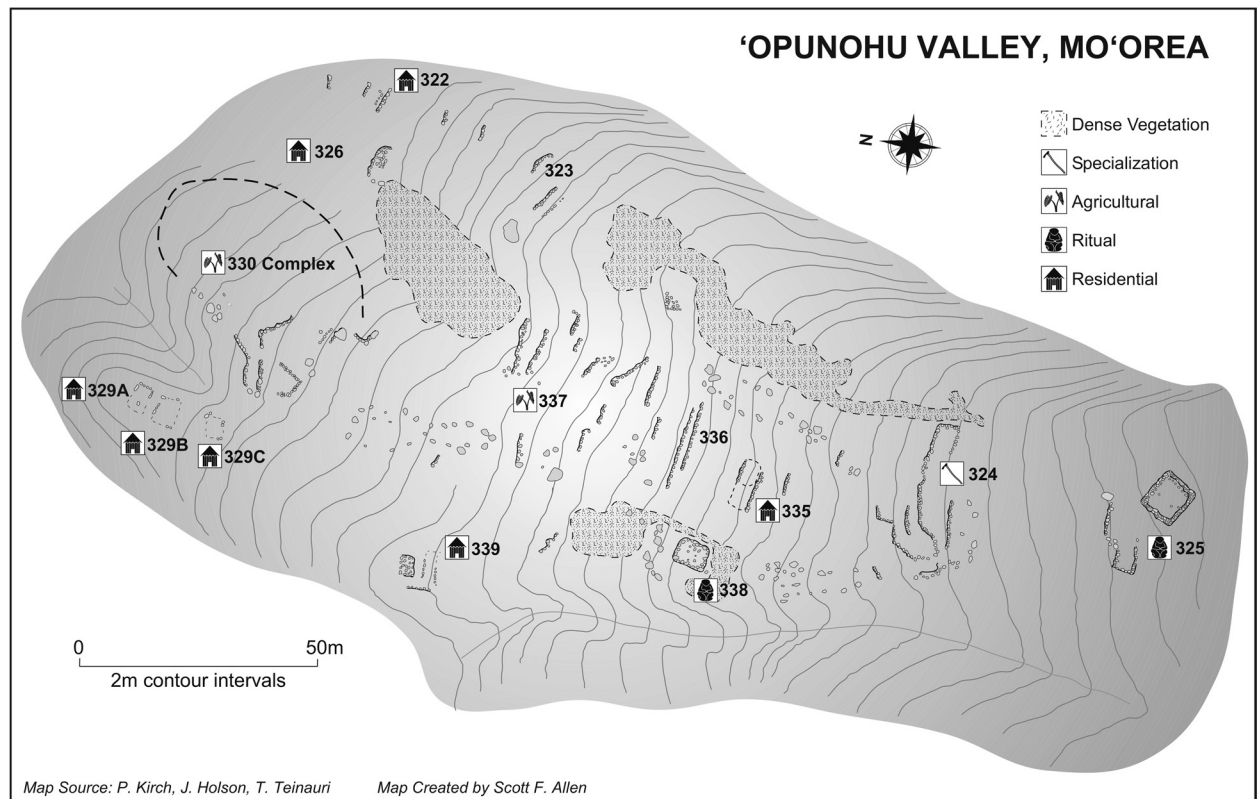 ‘OPUNOHU VALLEY, MO‘OREA
N
Dense Vegetation
Specialization
Agricultural
Ritual
Residential
322
326
323
330 Complex
329A
329B
329C
337
336
324
335
325
339
338
0 50m
2m contour intervals
Map Source: P. Kirch, J. Holson, T. Teinauri Map Created by Scott F. Allen